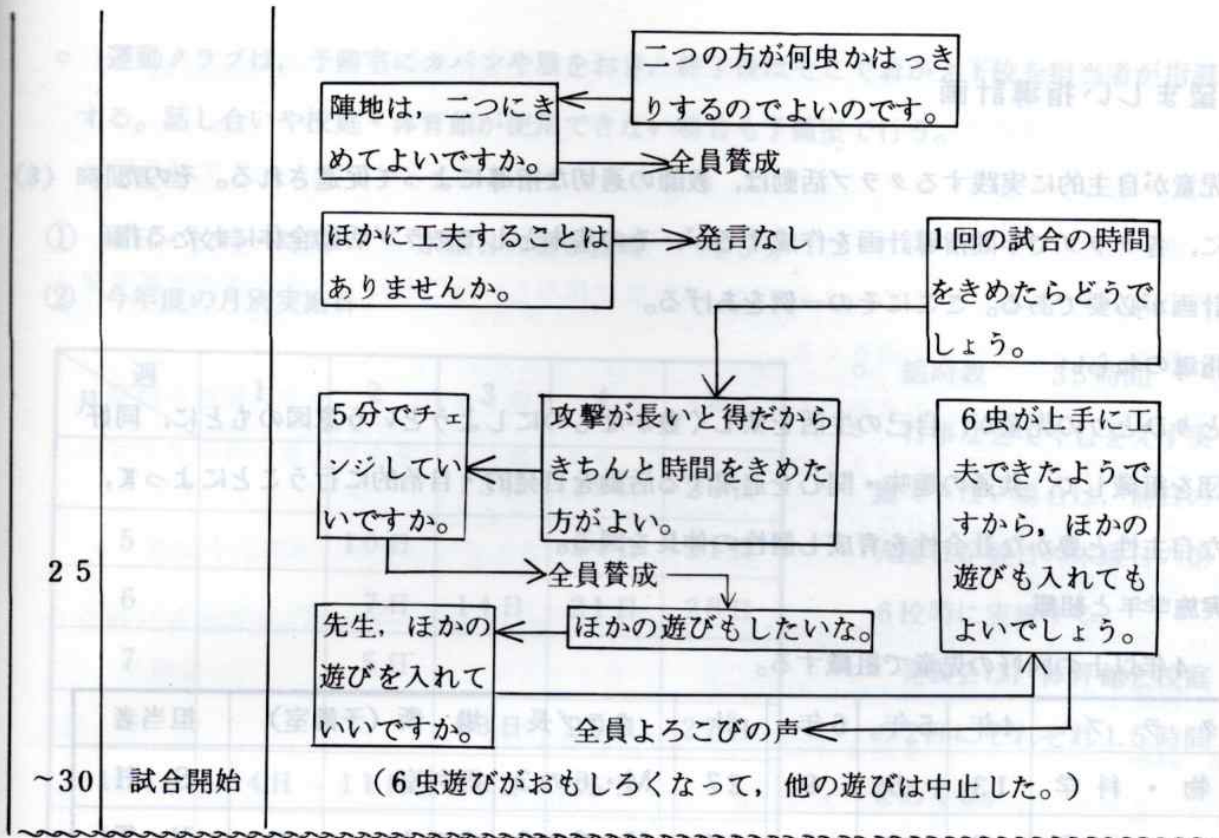 二つの方が何虫かはっき
りするのでよいのです。
陣地は，二つにき
めてよいですか。
全員賛成
ほかに工夫することは
ありませんか。
発言なし
1回の試合の時間
をきめたらどうで
しょう。
5分でチェ
ンジしてい
いですか。
攻撃が長いと得だから
きちんと時間をきめた
方がよい。
6虫が上手に工
夫できたようで
すから，ほかの
遊びも入れても
よいでしょう。
25
全員賛成
先生，ほかの
遊びを入れて
いいですか。
ほかの遊びもしたいな。
全員よろこびの声
～30 試合開始 （6虫遊びがおもしろくなって，他の遊びは中止した。）